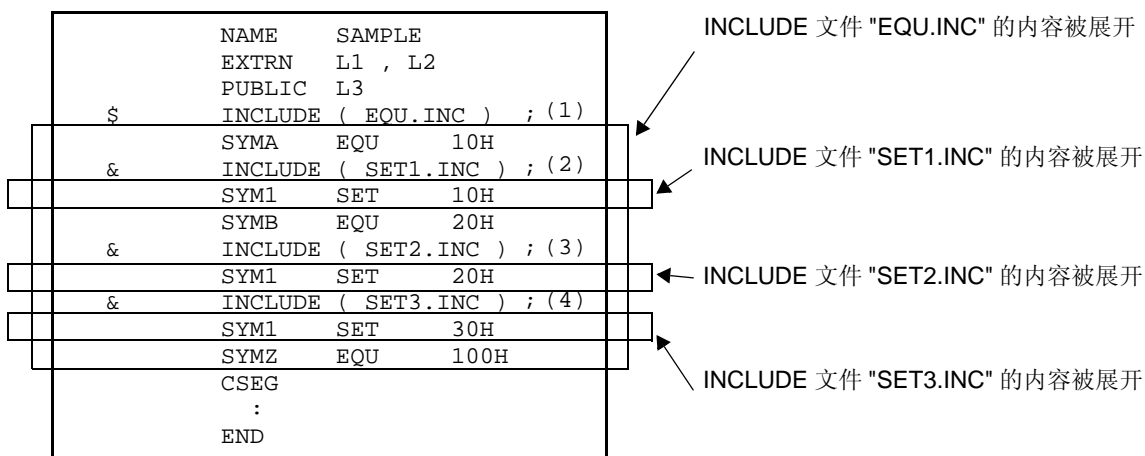 NAME SAMPLE
EXTRN L1 , L2
PUBLIC L3
$ INCLUDE ( EQU.INC ) ; (1)
SYMA EQU 10H
& INCLUDE ( SET1.INC ) ; (2)
SYM1 SET 10H
SYMB EQU 20H
& INCLUDE ( SET2.INC ) ; (3)
SYM1 SET 20H
& INCLUDE ( SET3.INC ) ; (4)
SYM1 SET 30H
SYMZ EQU 100H
CSEG
:
END
INCLUDE 文件 "EQU.INC" 的内容被展开
INCLUDE 文件 "SET1.INC" 的内容被展开
INCLUDE 文件 "SET2.INC" 的内容被展开
INCLUDE 文件 "SET3.INC" 的内容被展开